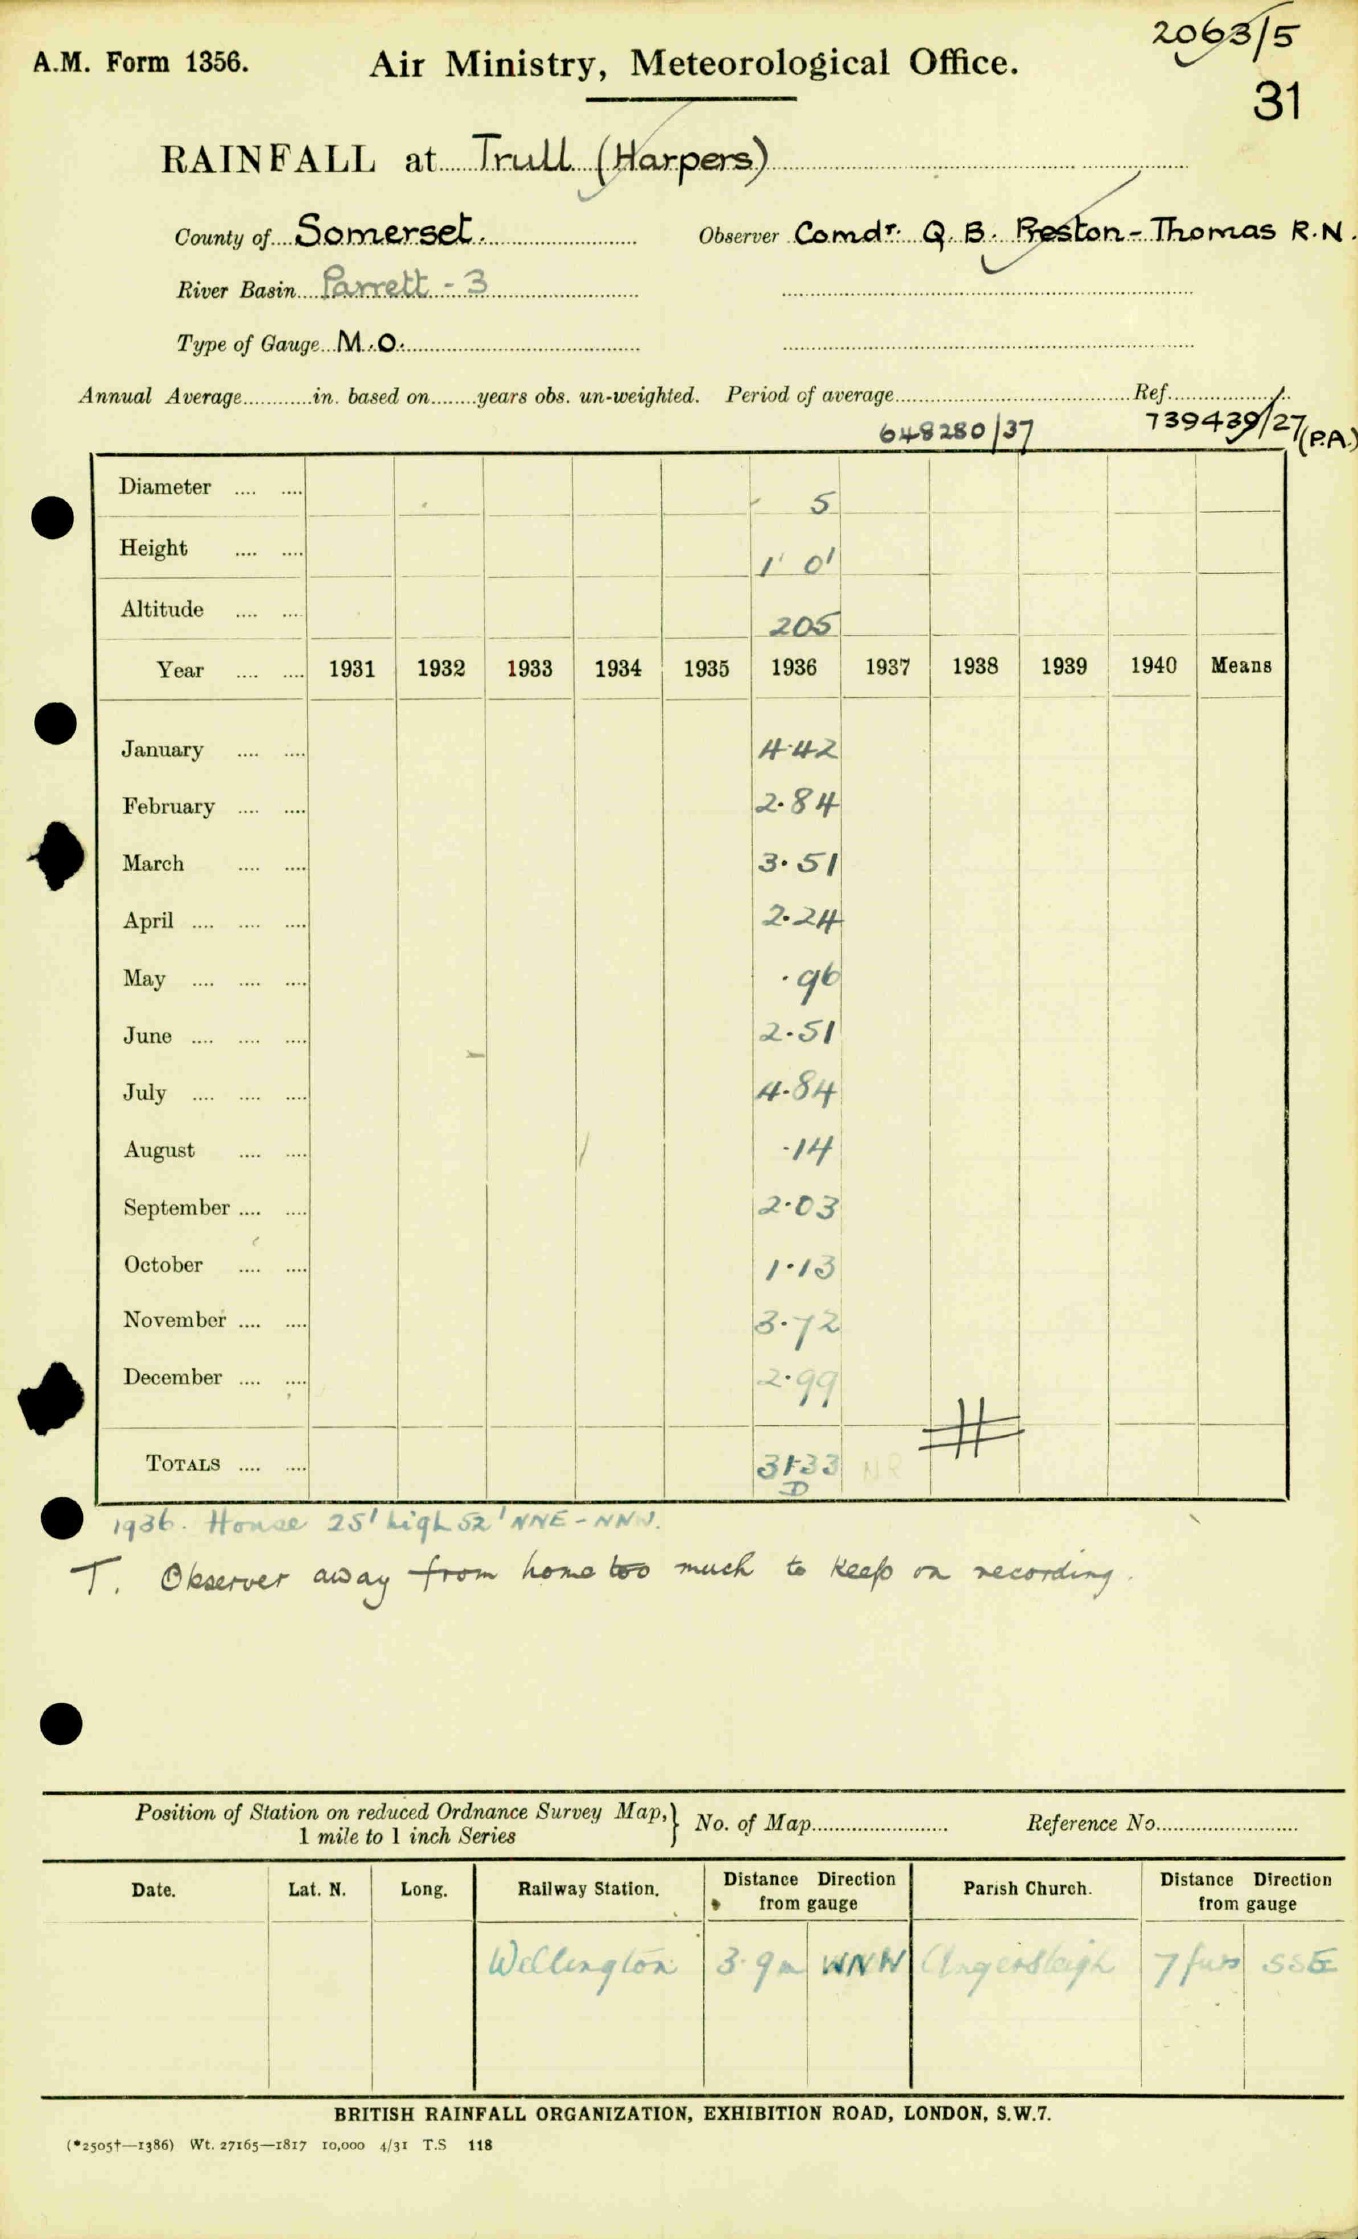 2063/5
A.M. Form 1356. Air Ministry, Meteorological Office.
31
RAINFALL at Trull (Harpers)
County of Somerset. Observer Comdr. Q. B. Preston-Thomas R.N.
River Basin Parrett - 3
Type of Gauge M.O.
Annual Average............in. based on........years obs. un-weighted. Period of average.......... Ref..........
648280/37 739439/27 (P.A.)
Diameter .... .... 5
Height .... .... 1' 0'
Altitude .... .... 205
Year .... .... 1931 1932 1933 1934 1935 1936 1937 1938 1939 1940 Means
January .... .... 4.42
February .... .... 2.84
March .... .... 3.51
April .... .... .... 2.24
May .... .... .... .96
June .... .... .... 2.51
July .... .... .... 4.84
August .... .... .14
September .... .... 2.03
October .... .... 1.13
November .... .... 3.72
December .... .... 2.99
TOTALS .... .... 31.33 NR
D
1936. House 25' high 52' NNE - NNW.
T. Observer away from home too much to keep on recording.
Position of Station on reduced Ordnance Survey Map,} No. of Map.......... Reference No..........
1 mile to 1 inch Series
Date. Lat. N. Long. Railway Station. Distance Direction from gauge Parish Church. Distance Direction from gauge
Wellington 3.9m WNW Angersleigh 7 furs SSE
BRITISH RAINFALL ORGANIZATION, EXHIBITION ROAD, LONDON, S.W.7.
(*2505†—1386) Wt. 27165—1817 10,000 4/31 T.S 118